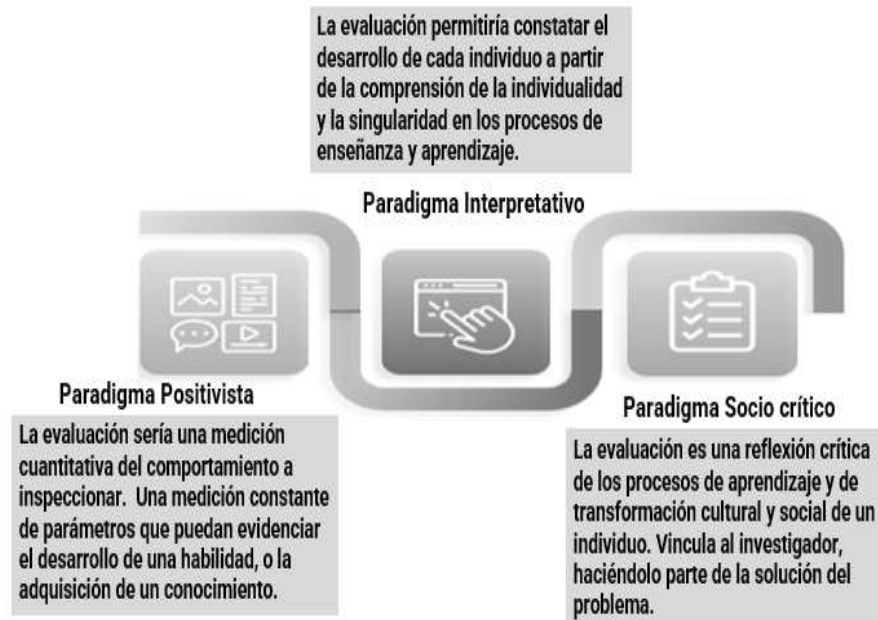 La evaluación permitiría constatar el
desarrollo de cada individuo a partir
de la comprensión de la individualidad
y la singularidad en los procesos de
enseñanza y aprendizaje.
Paradigma Interpretativo
Paradigma Positivista
La evaluación sería una medición
cuantitativa del comportamiento a
inspeccionar. Una medición constante
de parámetros que puedan evidenciar
el desarrollo de una habilidad, o la
adquisición de un conocimiento.
Paradigma Socio crítico
La evaluación es una reflexión crítica
de los procesos de aprendizaje y de
transformación cultural y social de un
individuo. Vincula al investigador,
haciéndolo parte de la solución del
problema.